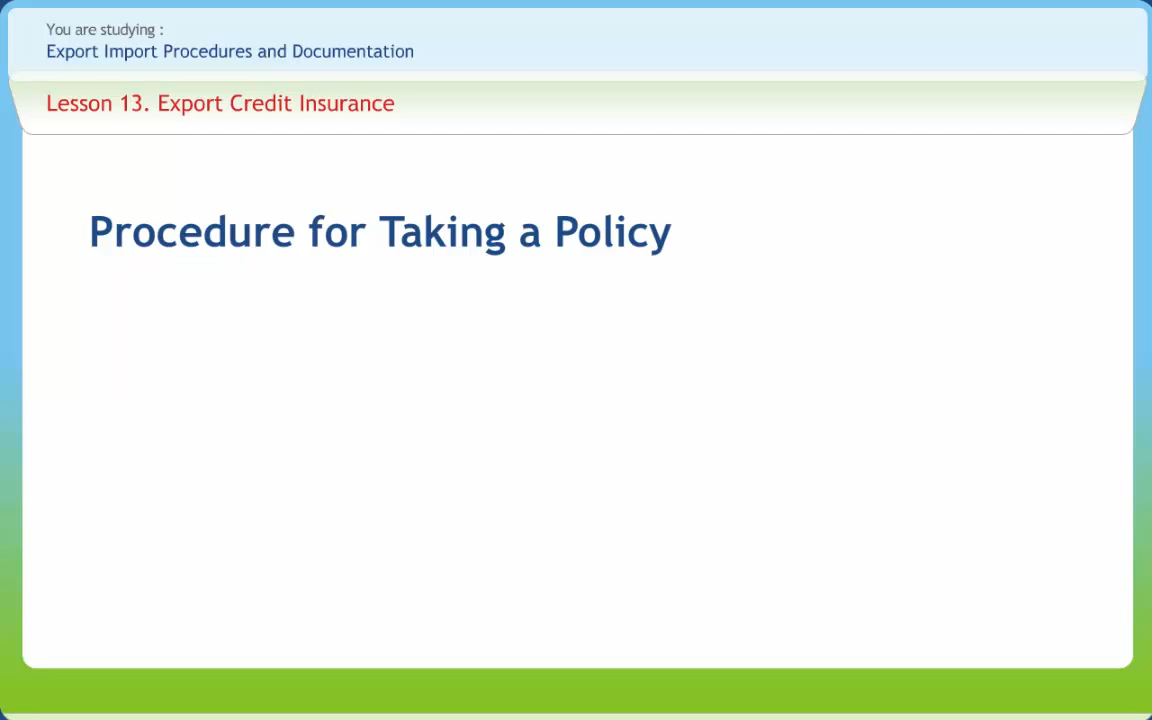 You are studying :
Export Import Procedures and Documentation
Lesson 13. Export Credit Insurance
Procedure for Taking a Policy